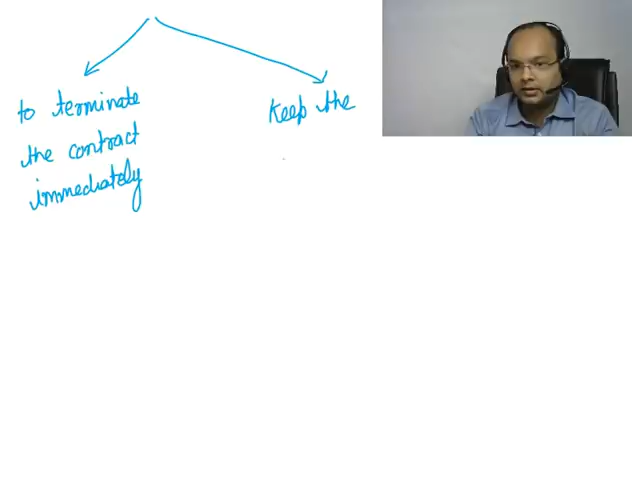 to terminate
the contract
immediately
Keep the